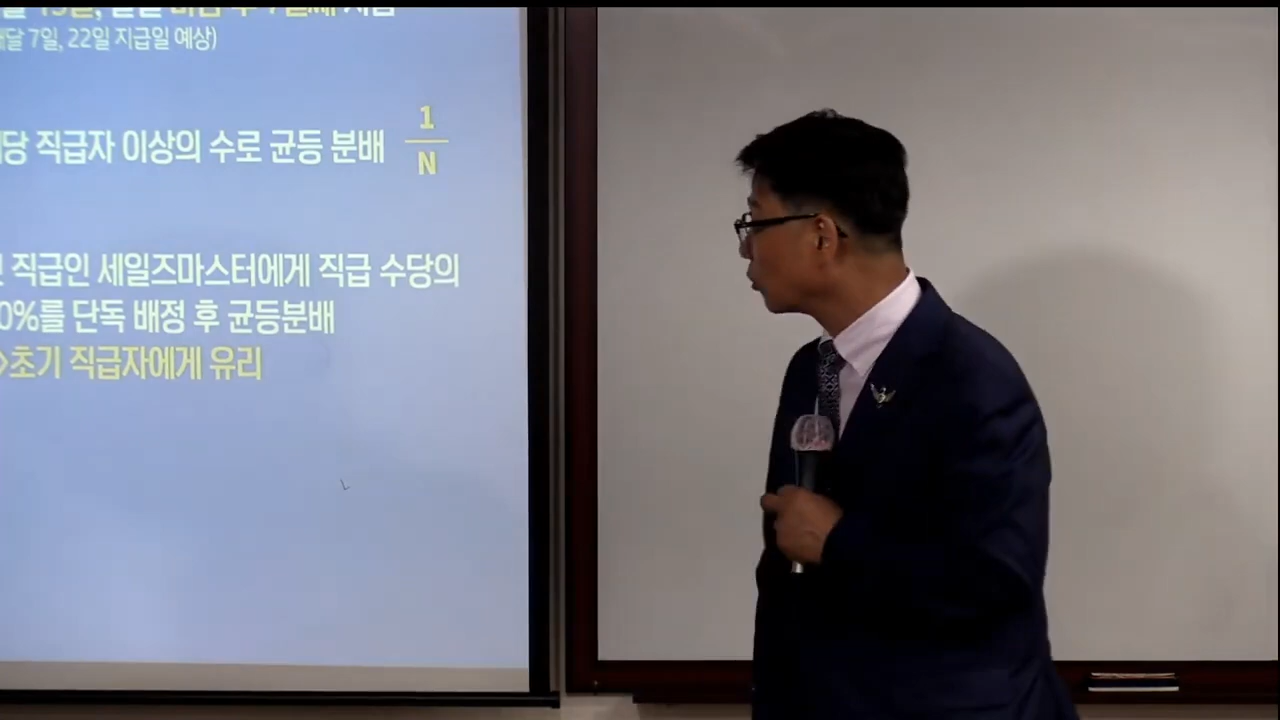 달 7일, 22일 지급일 예상)
당 직급자 이상의 수로 균등 분배 1/N
직급인 세일즈마스터에게 직급 수당의
0%를 단독 배정 후 균등분배
>초기 직급자에게 유리